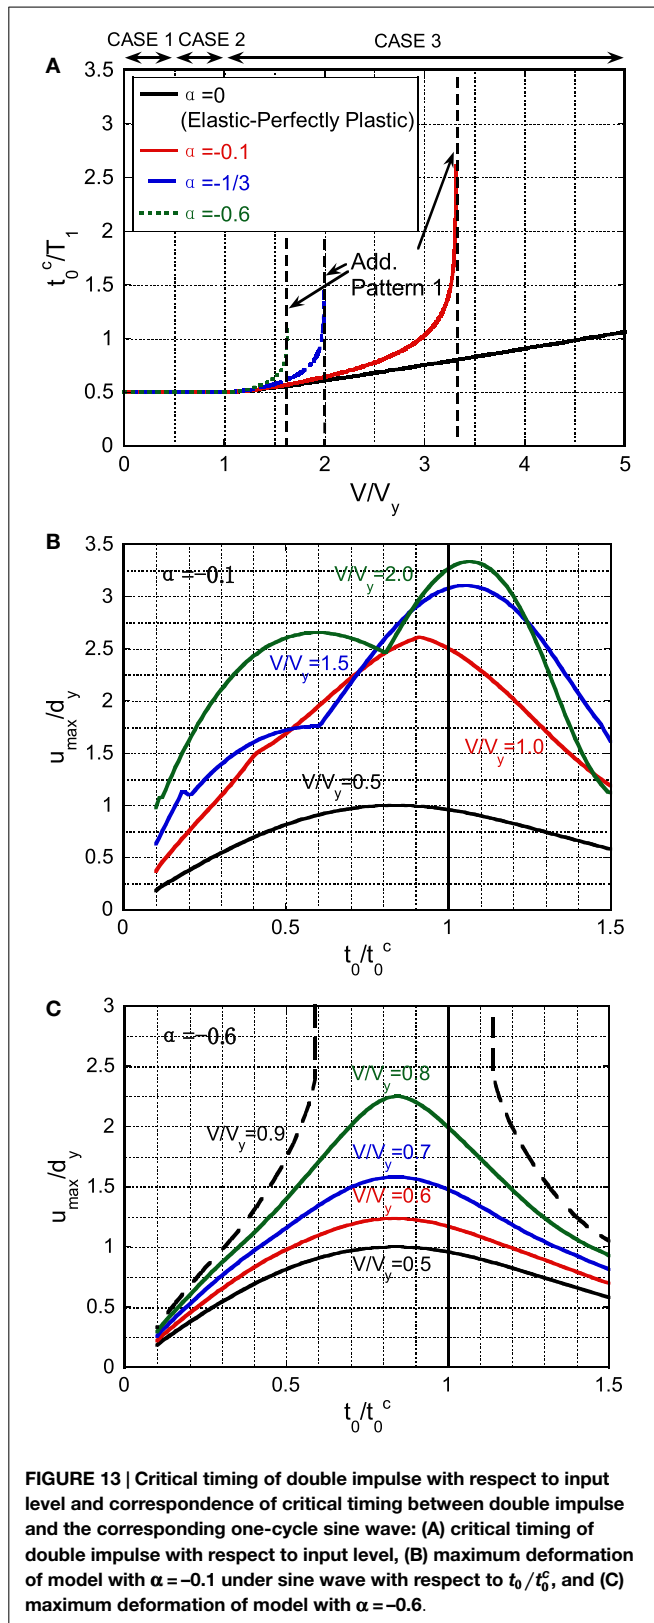 CASE 1 CASE 2 CASE 3
A
3.5
3
2.5
2
1.5
1
0.5
0
t₀ᶜ/T₁
α=0
(Elastic-Perfectly Plastic)
α=-0.1
α=-1/3
α=-0.6
Add.
Pattern 1
0 1 2 3 4 5
V/Vy
B
3.5
3
2.5
2
1.5
1
0.5
0
u_max/d_y
α=-0.1
V/Vy=2.0
V/Vy=1.5
V/Vy=1.0
V/Vy=0.5
0 0.5 1 1.5
t₀/t₀ᶜ
C
3
2.5
2
1.5
1
0.5
0
u_max/d_y
α=-0.6
V/Vy=0.8
V/Vy=0.9
V/Vy=0.7
V/Vy=0.6
V/Vy=0.5
0 0.5 1 1.5
t₀/t₀ᶜ
FIGURE 13 | Critical timing of double impulse with respect to input
level and correspondence of critical timing between double impulse
and the corresponding one-cycle sine wave: (A) critical timing of
double impulse with respect to input level, (B) maximum deformation
of model with α = –0.1 under sine wave with respect to t₀/t₀ᶜ, and (C)
maximum deformation of model with α = –0.6.